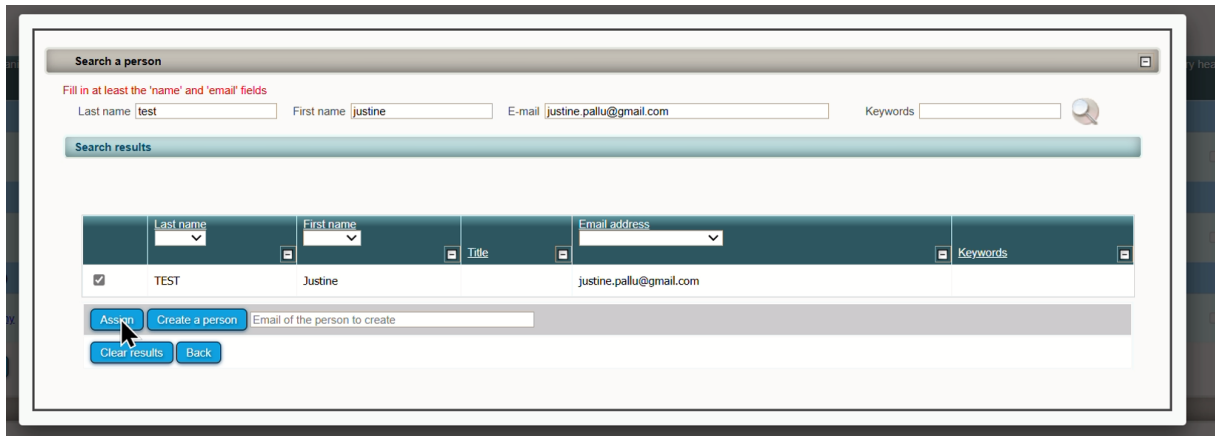 Search a person
Fill in at least the 'name' and 'email' fields
Last name test First name justine E-mail justine.pallu@gmail.com Keywords
Search results
Last name First name Title Email address Keywords
TEST Justine justine.pallu@gmail.com
Assign Create a person Email of the person to create
Clear results Back